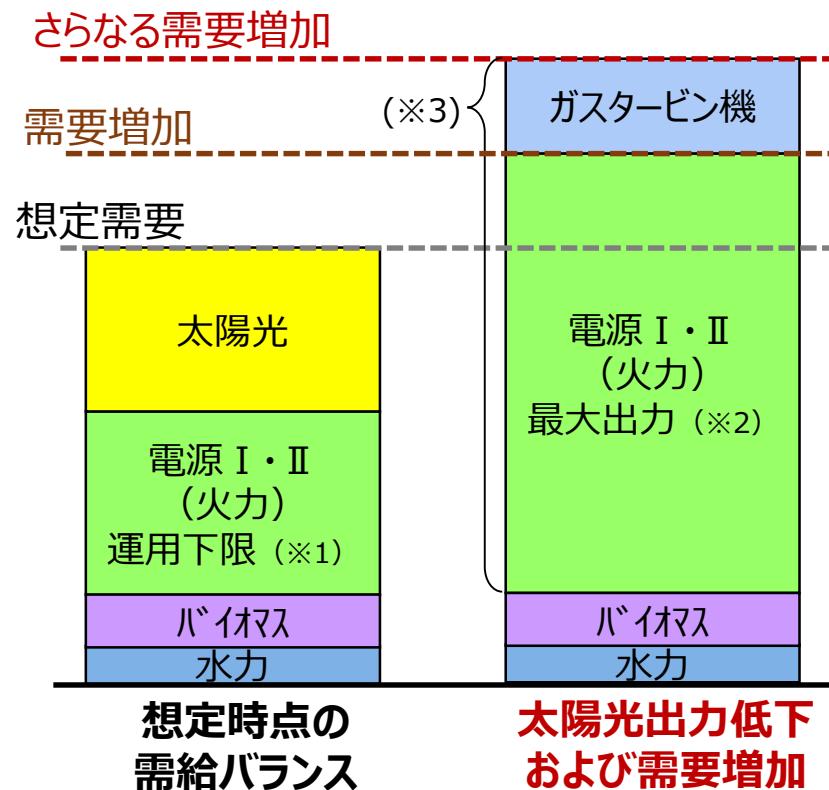 さらなる需要増加
需要増加
想定需要
(※3)
ガスタービン機
太陽光
電源Ⅰ・Ⅱ
（火力）
運用下限（※1）
バイオマス
水力
電源Ⅰ・Ⅱ
（火力）
最大出力（※2）
バイオマス
水力
想定時点の
需給バランス
太陽光出力低下
および需要増加